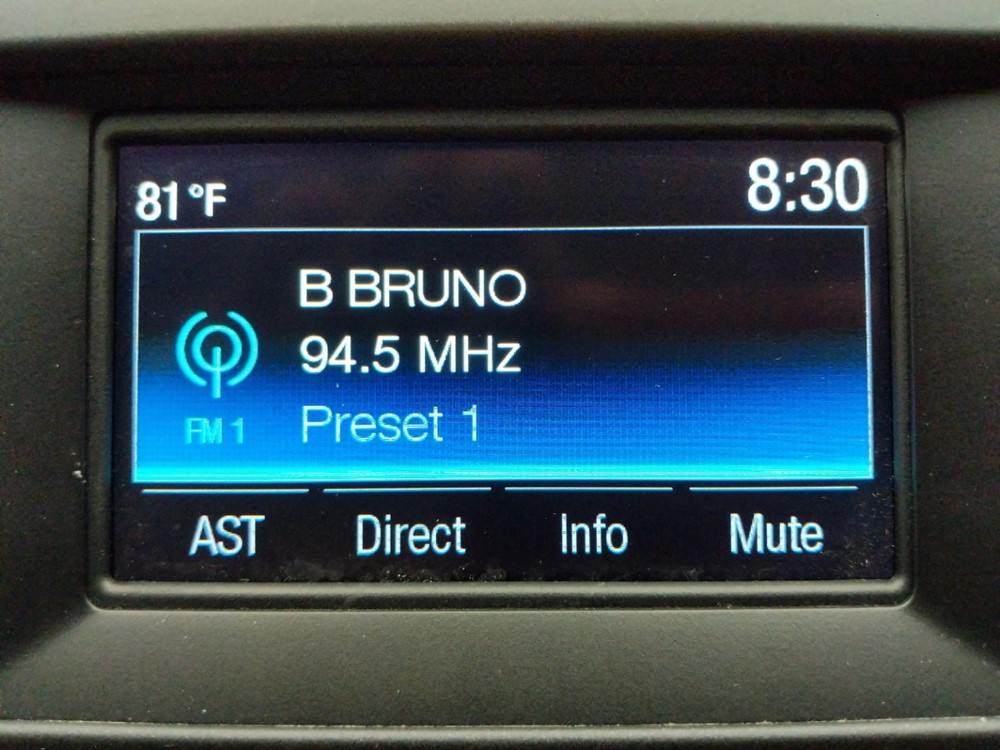 81 °F 8:30
B BRUNO
94.5 MHz
FM 1 Preset 1
AST Direct Info Mute